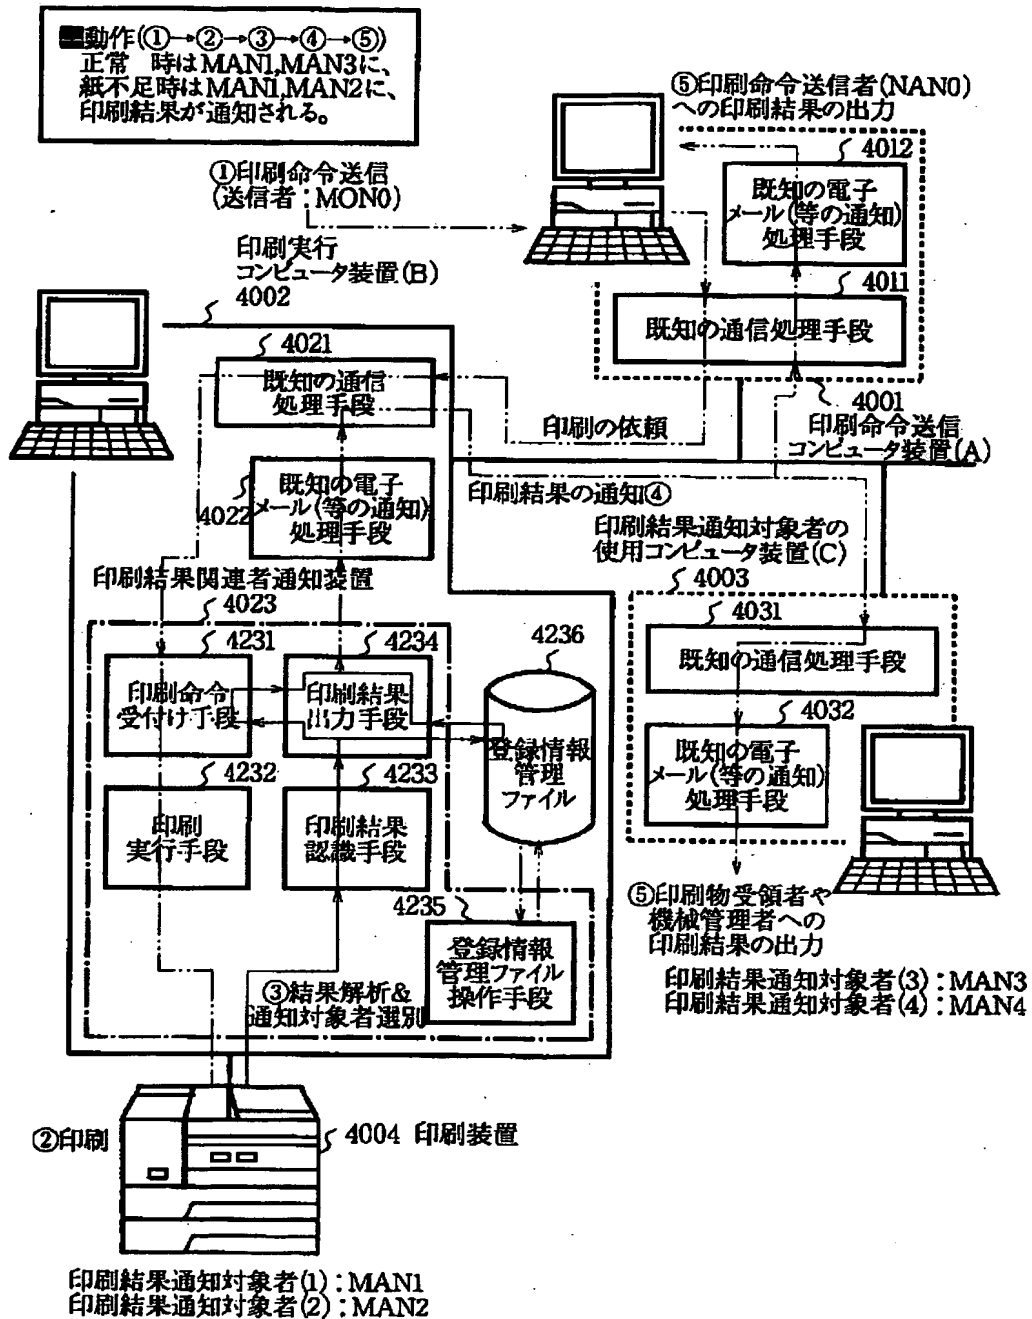 動作(①→②→③→④→⑤)
正常 時はMAN1,MAN3に、
紙不足時はMAN1,MAN2に、
印刷結果が通知される。
⑤印刷命令送信者(NAN0)
への印刷結果の出力
①印刷命令送信
(送信者:MON0)
4012
既知の電子
メール(等の通知)
処理手段
印刷実行
コンピュータ装置(B)
4002
4011
既知の通信処理手段
4021
既知の通信
処理手段
4001
印刷命令送信
コンピュータ装置(A)
印刷の依頼
4022
既知の電子
メール(等の通知)
処理手段
印刷結果の通知④
印刷結果通知対象者の
使用コンピュータ装置(C)
4003
印刷結果関連者通知装置
4023
4031
既知の通信処理手段
4231
印刷命令
受付け手段
4234
印刷結果
出力手段
4236
登録情報
管理
ファイル
4032
既知の電子
メール(等の通知)
処理手段
4232
印刷
実行手段
4233
印刷結果
認識手段
4235
登録情報
管理ファイル
操作手段
⑤印刷物受領者や
機械管理者への
印刷結果の出力
③結果解析&
通知対象者選別
印刷結果通知対象者(3):MAN3
印刷結果通知対象者(4):MAN4
②印刷
4004 印刷装置
印刷結果通知対象者(1):MAN1
印刷結果通知対象者(2):MAN2